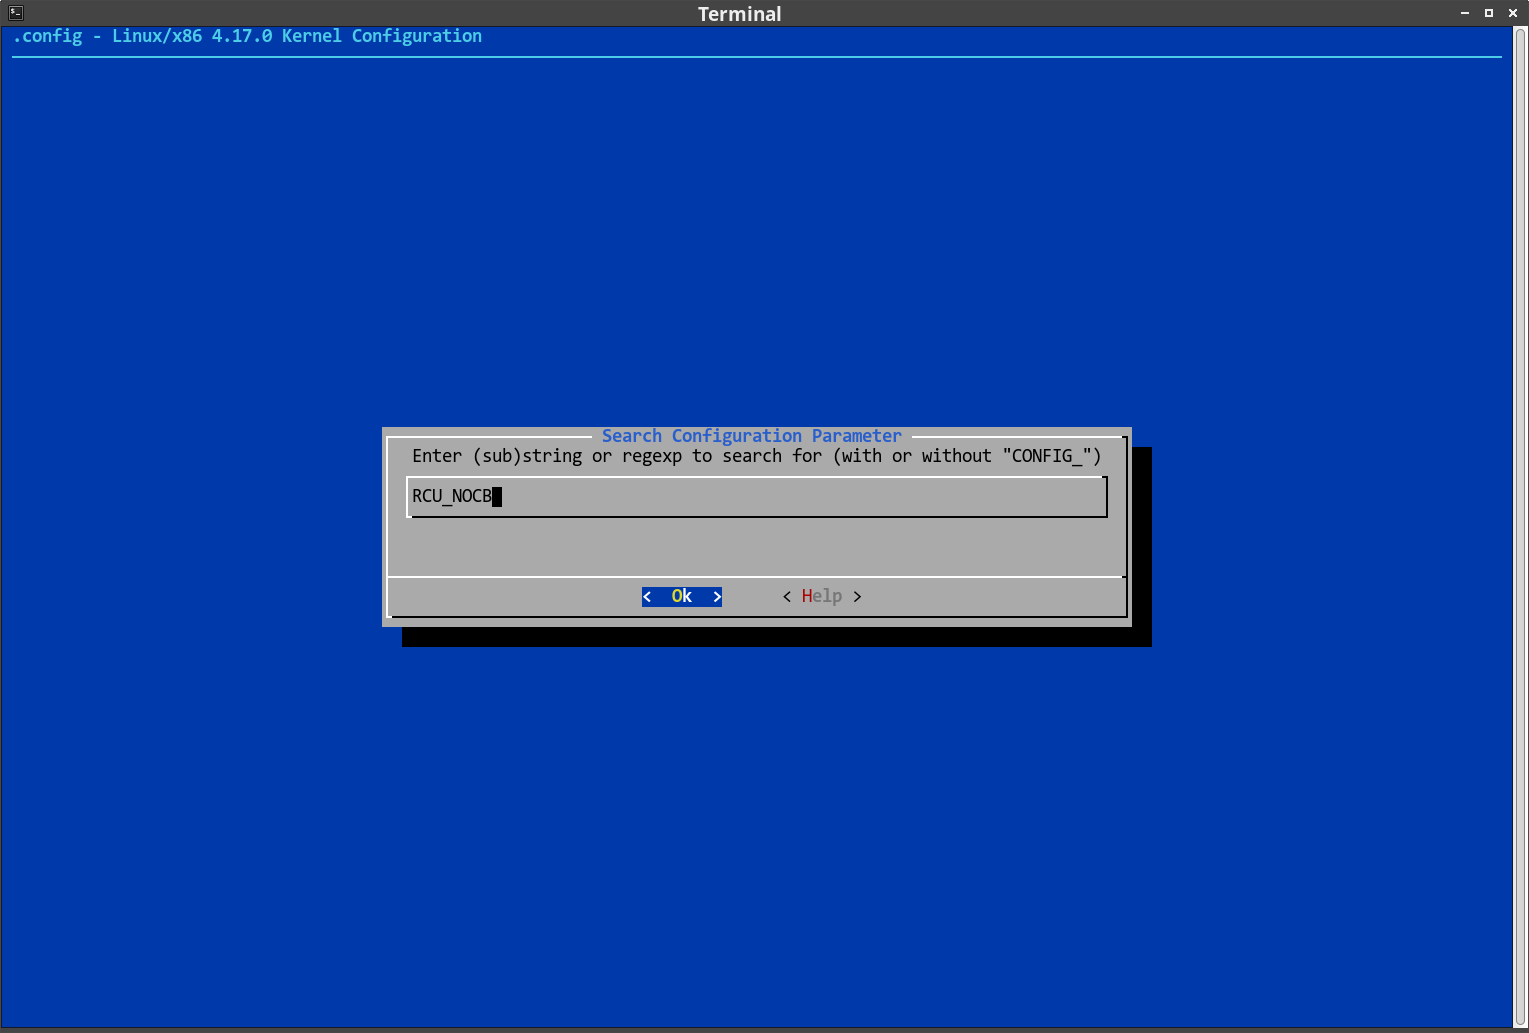 Terminal
.config - Linux/x86 4.17.0 Kernel Configuration
Search Configuration Parameter
Enter (sub)string or regexp to search for (with or without "CONFIG_")
RCU_NOCB
<  Ok  > < Help >